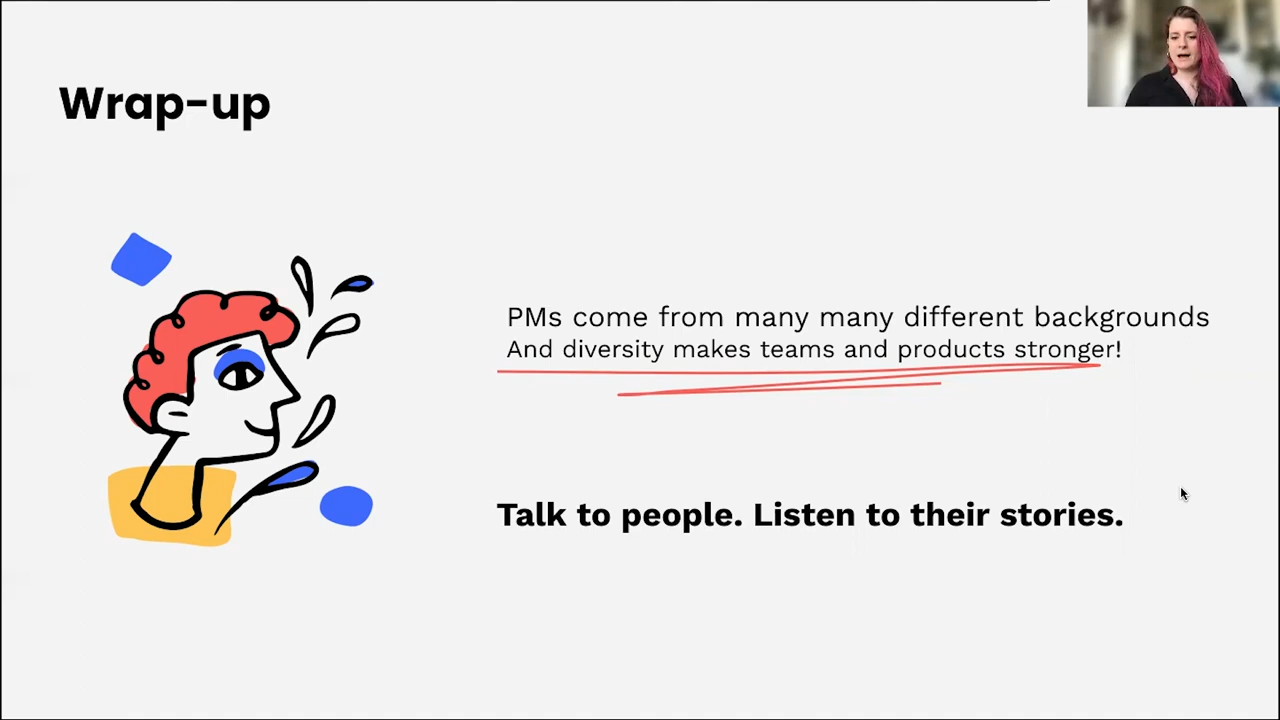 Wrap-up
PMs come from many many different backgrounds
And diversity makes teams and products stronger!
Talk to people. Listen to their stories.